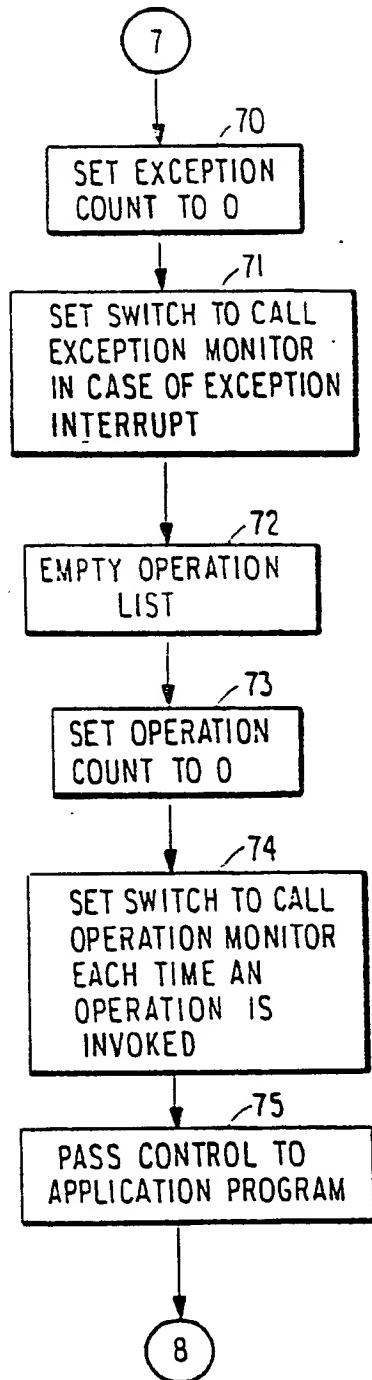 7
70
SET EXCEPTION
COUNT TO 0
71
SET SWITCH TO CALL
EXCEPTION MONITOR
IN CASE OF EXCEPTION
INTERRUPT
72
EMPTY OPERATION
LIST
73
SET OPERATION
COUNT TO 0
74
SET SWITCH TO CALL
OPERATION MONITOR
EACH TIME AN
OPERATION IS
INVOKED
75
PASS CONTROL TO
APPLICATION PROGRAM
8